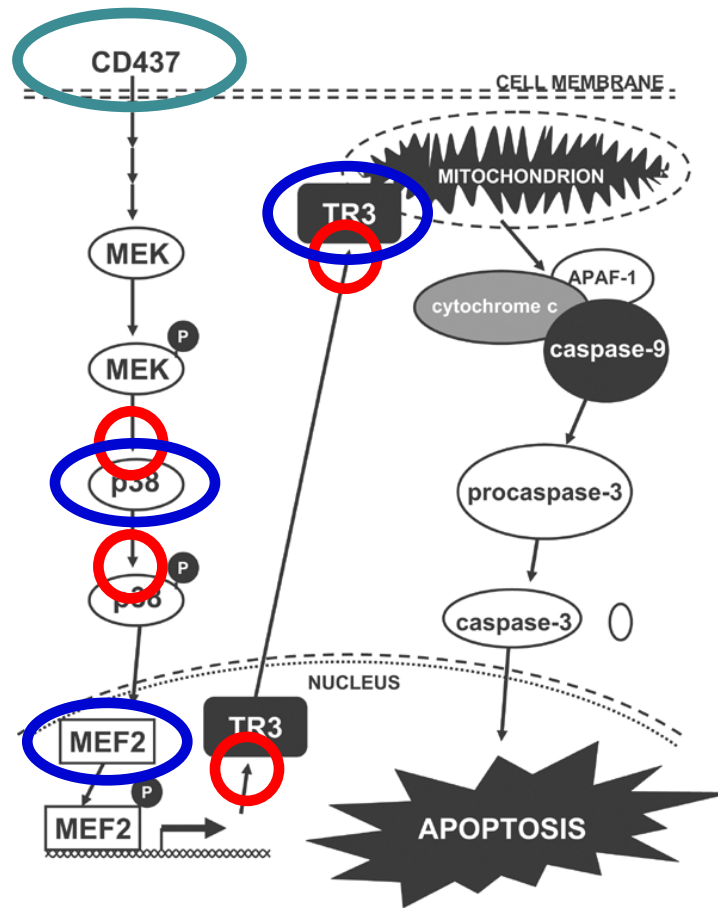 CD437
CELL MEMBRANE
MITOCHONDRION
TR3
MEK
APAF-1
cytochrome c
caspase-9
P
MEK
p38
procaspase-3
P
p38
caspase-3
NUCLEUS
TR3
MEF2
P
MEF2
APOPTOSIS